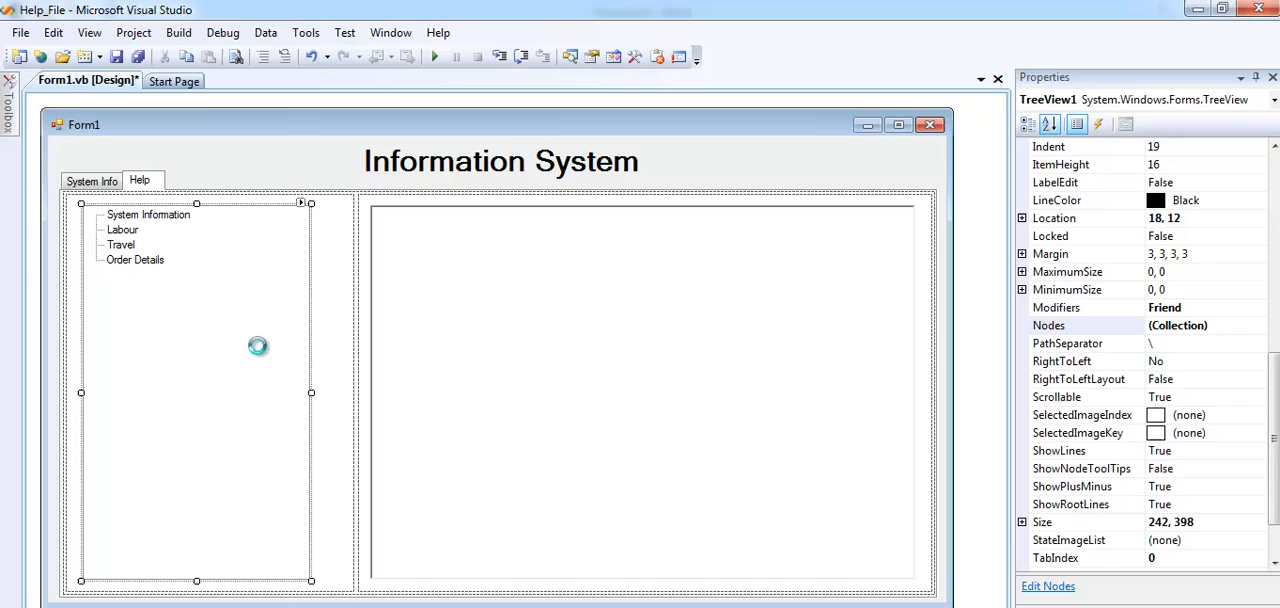 Help_File - Microsoft Visual Studio
File Edit View Project Build Debug Data Tools Test Window Help
Form1.vb [Design]* Start Page
Toolbox
Form1
Information System
System Info Help
System Information
Labour
Travel
Order Details
Properties
TreeView1 System.Windows.Forms.TreeView
Indent 19
ItemHeight 16
LabelEdit False
LineColor Black
Location 18, 12
Locked False
Margin 3, 3, 3, 3
MaximumSize 0, 0
MinimumSize 0, 0
Modifiers Friend
Nodes (Collection)
PathSeparator \
RightToLeft No
RightToLeftLayout False
Scrollable True
SelectedImageIndex (none)
SelectedImageKey (none)
ShowLines True
ShowNodeToolTips False
ShowPlusMinus True
ShowRootLines True
Size 242, 398
StateImageList (none)
TabIndex 0
Edit Nodes